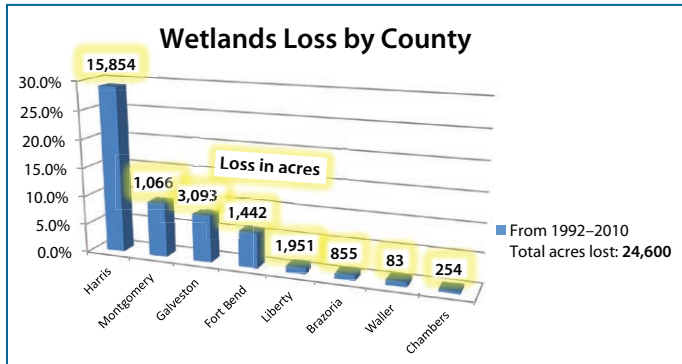 Wetlands Loss by County
15,854
30.0%
25.0%
20.0%
15.0%
10.0%
5.0%
0.0%
Loss in acres
1,066
3,093
1,442
1,951
855
83
254
From 1992–2010
Total acres lost: 24,600
Harris
Montgomery
Galveston
Fort Bend
Liberty
Brazoria
Waller
Chambers